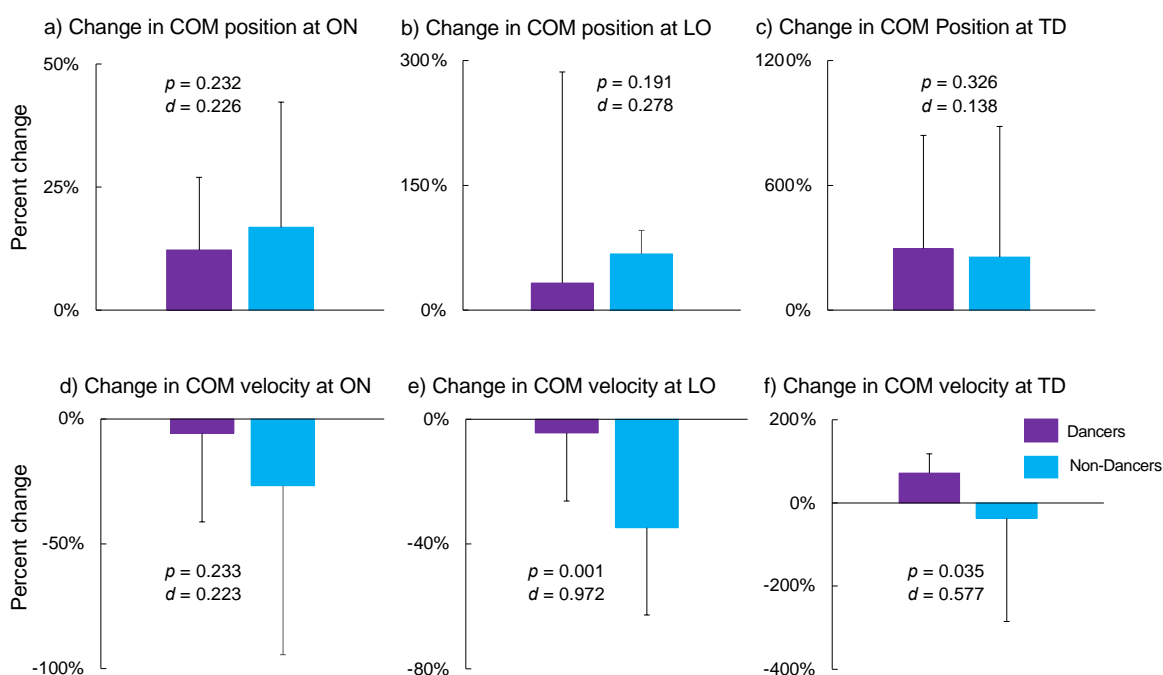 a) Change in COM position at ON
50%
25%
0%
Percent change
p = 0.232
d = 0.226
b) Change in COM position at LO
300%
150%
0%
p = 0.191
d = 0.278
c) Change in COM Position at TD
1200%
600%
0%
p = 0.326
d = 0.138
d) Change in COM velocity at ON
0%
-50%
-100%
Percent change
p = 0.233
d = 0.223
e) Change in COM velocity at LO
0%
-40%
-80%
p = 0.001
d = 0.972
f) Change in COM velocity at TD
200%
0%
-200%
-400%
p = 0.035
d = 0.577
Dancers
Non-Dancers